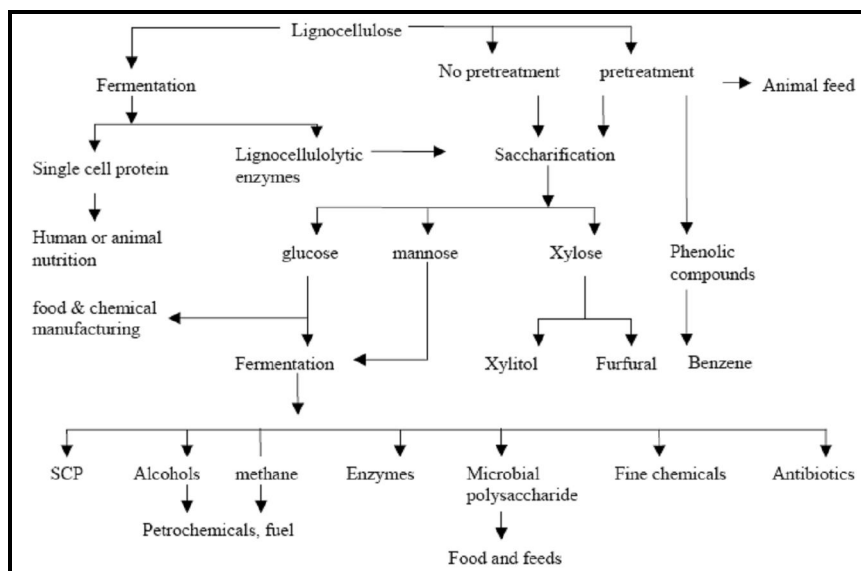 Lignocellulose
Fermentation
No pretreatment
pretreatment
Animal feed
Single cell protein
Lignocellulolytic
enzymes
Saccharification
Human or animal
nutrition
glucose
mannose
Xylose
Phenolic
compounds
food & chemical
manufacturing
Fermentation
Xylitol
Furfural
Benzene
SCP
Alcohols
methane
Enzymes
Microbial
polysaccharide
Fine chemicals
Antibiotics
Petrochemicals, fuel
Food and feeds